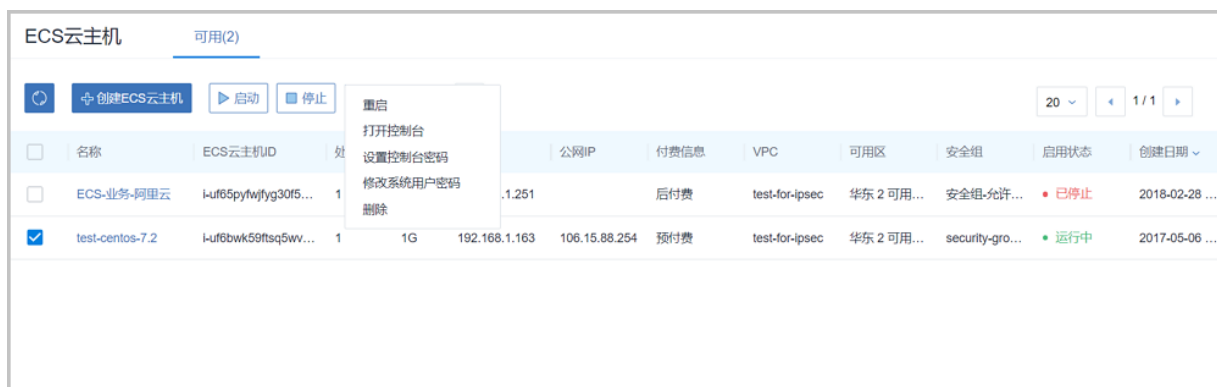 ECS云主机 可用(2)
创建ECS云主机 启动 停止 20 1 / 1
重启
打开控制台
设置控制台密码
修改系统用户密码
删除
名称 ECS云主机ID 处 公网IP 付费信息 VPC 可用区 安全组 启用状态 创建日期
ECS-业务-阿里云 i-uf65pyfwjfyg30f5... 1 .1.251 后付费 test-for-ipsec 华东 2 可用... 安全组-允许... 已停止 2018-02-28 ...
test-centos-7.2 i-uf6bwk59ftsq5wv... 1 1G 192.168.1.163 106.15.88.254 预付费 test-for-ipsec 华东 2 可用... security-gro... 运行中 2017-05-06 ...